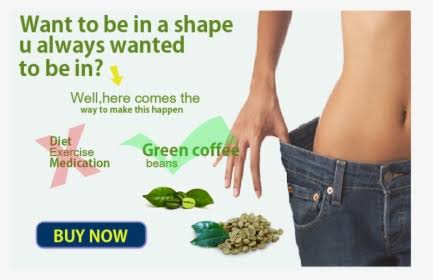 Want to be in a shape
u always wanted
to be in?
Well,here comes the
way to make this happen
Diet
Exercise
Medication
Green coffee
beans
BUY NOW